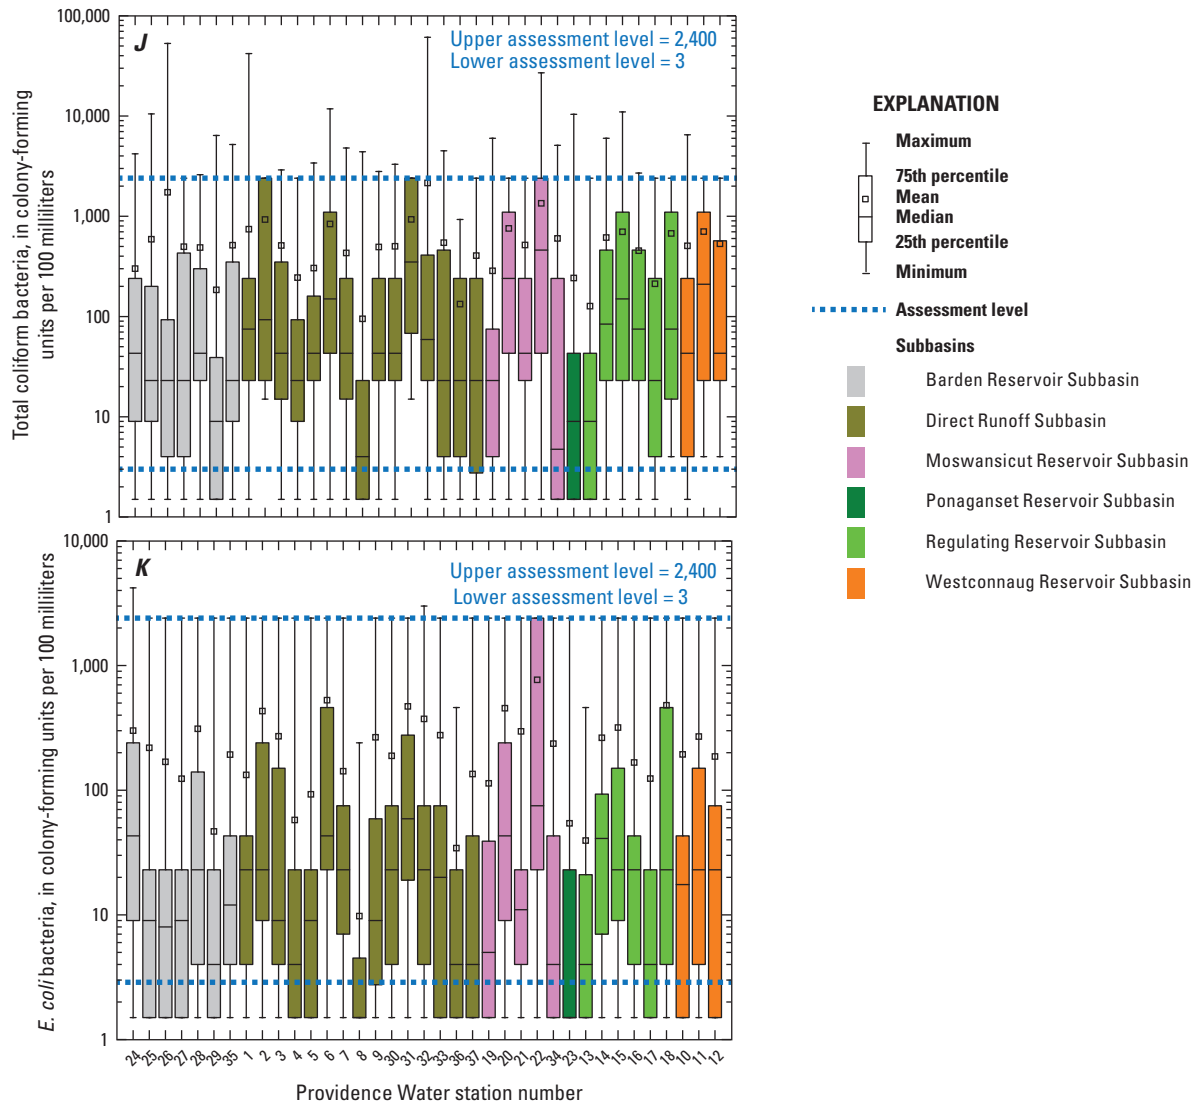 J
Upper assessment level = 2,400
Lower assessment level = 3
100,000
10,000
1,000
100
10
1
Total coliform bacteria, in colony-forming
units per 100 milliliters
K
Upper assessment level = 2,400
Lower assessment level = 3
10,000
1,000
100
10
1
E. coli bacteria, in colony-forming units per 100 milliliters
24 25 26 27 28 29 35 1 2 3 4 5 6 7 8 9 30 31 32 33 36 37 19 20 21 22 34 23 13 14 15 16 17 18 10 11 12
Providence Water station number
EXPLANATION
Maximum
75th percentile
Mean
Median
25th percentile
Minimum
Assessment level
Subbasins
Barden Reservoir Subbasin
Direct Runoff Subbasin
Moswansicut Reservoir Subbasin
Ponaganset Reservoir Subbasin
Regulating Reservoir Subbasin
Westconnaug Reservoir Subbasin